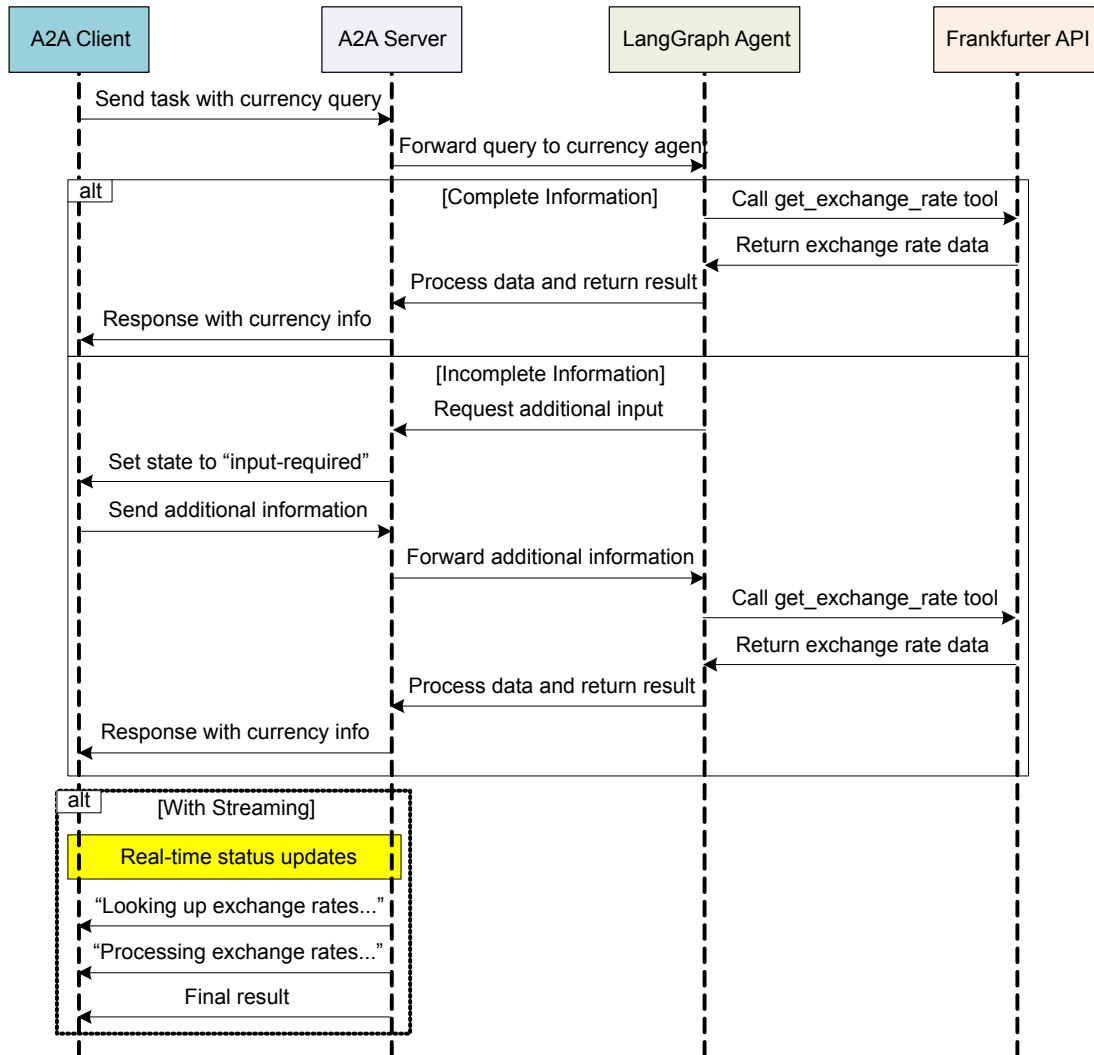 A2A Client
A2A Server
LangGraph Agent
Frankfurter API
Send task with currency query
Forward query to currency agent
alt
[Complete Information]
Call get_exchange_rate tool
Return exchange rate data
Process data and return result
Response with currency info
[Incomplete Information]
Request additional input
Set state to “input-required”
Send additional information
Forward additional information
Call get_exchange_rate tool
Return exchange rate data
Process data and return result
Response with currency info
alt
[With Streaming]
Real-time status updates
“Looking up exchange rates...”
“Processing exchange rates...”
Final result